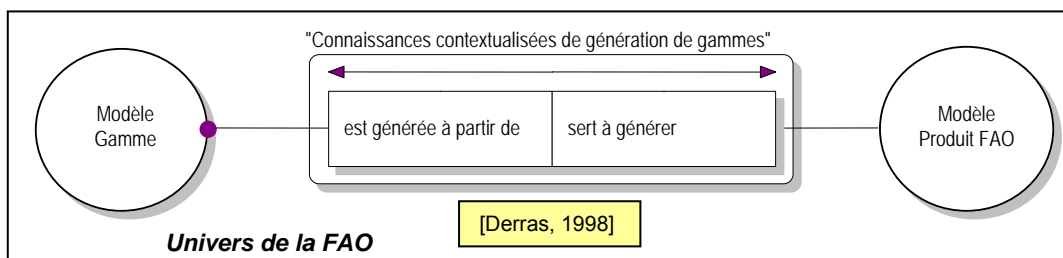 "Connaissances contextualisées de génération de gammes"
Modèle
Gamme
est générée à partir de
sert à générer
Modèle
Produit FAO
[Derras, 1998]
Univers de la FAO